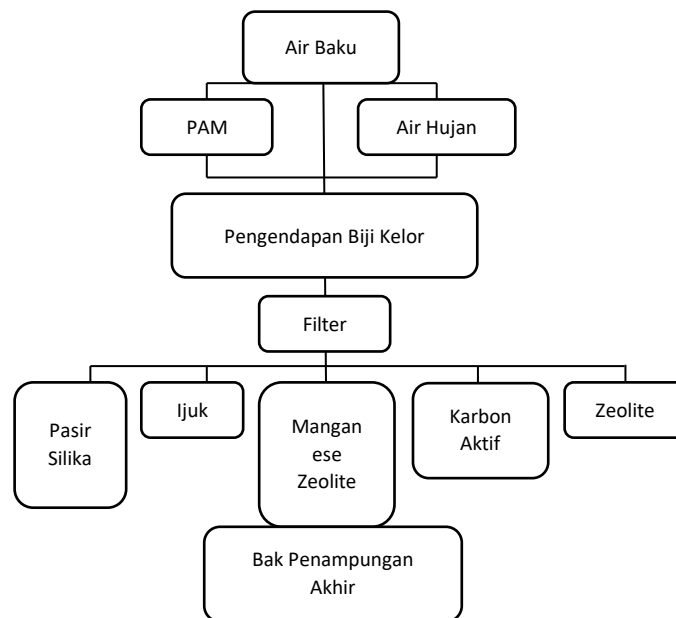 Air Baku
PAM
Air Hujan
Pengendapan Biji Kelor
Filter
Pasir
Silika
Ijuk
Mangan
ese
Zeolite
Karbon
Aktif
Zeolite
Bak Penampungan
Akhir